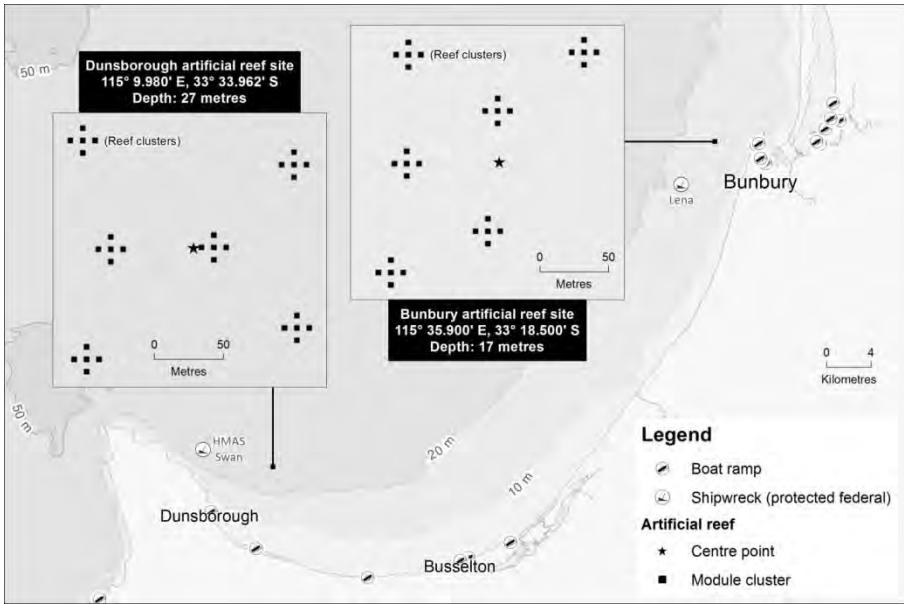 50 m
Dunsborough artificial reef site
115° 9.980' E, 33° 33.962' S
Depth: 27 metres
(Reef clusters)
0 50
Metres
(Reef clusters)
0 50
Metres
Bunbury artificial reef site
115° 35.900' E, 33° 18.500' S
Depth: 17 metres
Bunbury
Lena
0 4
Kilometres
50 m
HMAS
Swan
20 m
10 m
Dunsborough
Busselton
Legend
Boat ramp
Shipwreck (protected federal)
Artificial reef
Centre point
Module cluster